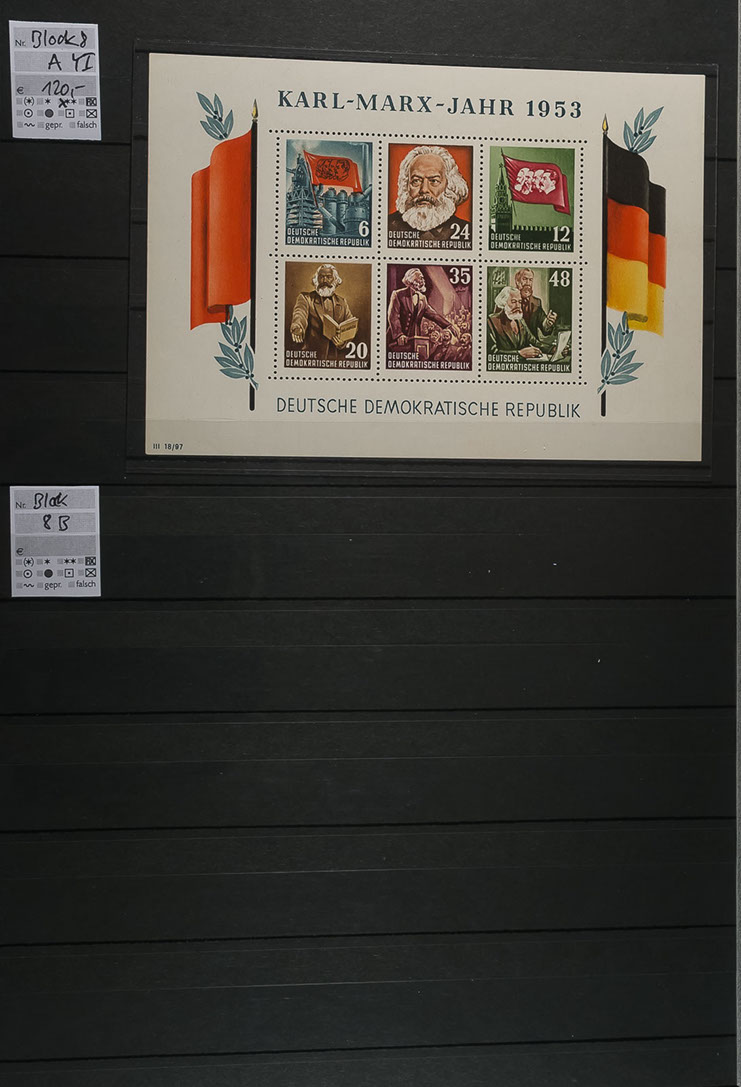 Nr. Block 8
A YI
€ 120,-
(*) * ** 
gepr. falsch
KARL-MARX-JAHR 1953
6
DEUTSCHE
DEMOKRATISCHE REPUBLIK
24
DEUTSCHE
DEMOKRATISCHE REPUBLIK
12
DEUTSCHE
DEMOKRATISCHE REPUBLIK
20
DEUTSCHE
DEMOKRATISCHE REPUBLIK
35
DEUTSCHE
DEMOKRATISCHE REPUBLIK
48
DEUTSCHE
DEMOKRATISCHE REPUBLIK
DEUTSCHE DEMOKRATISCHE REPUBLIK
III 18/97
Nr. Block
8 B
€
(*) * **
gepr. falsch